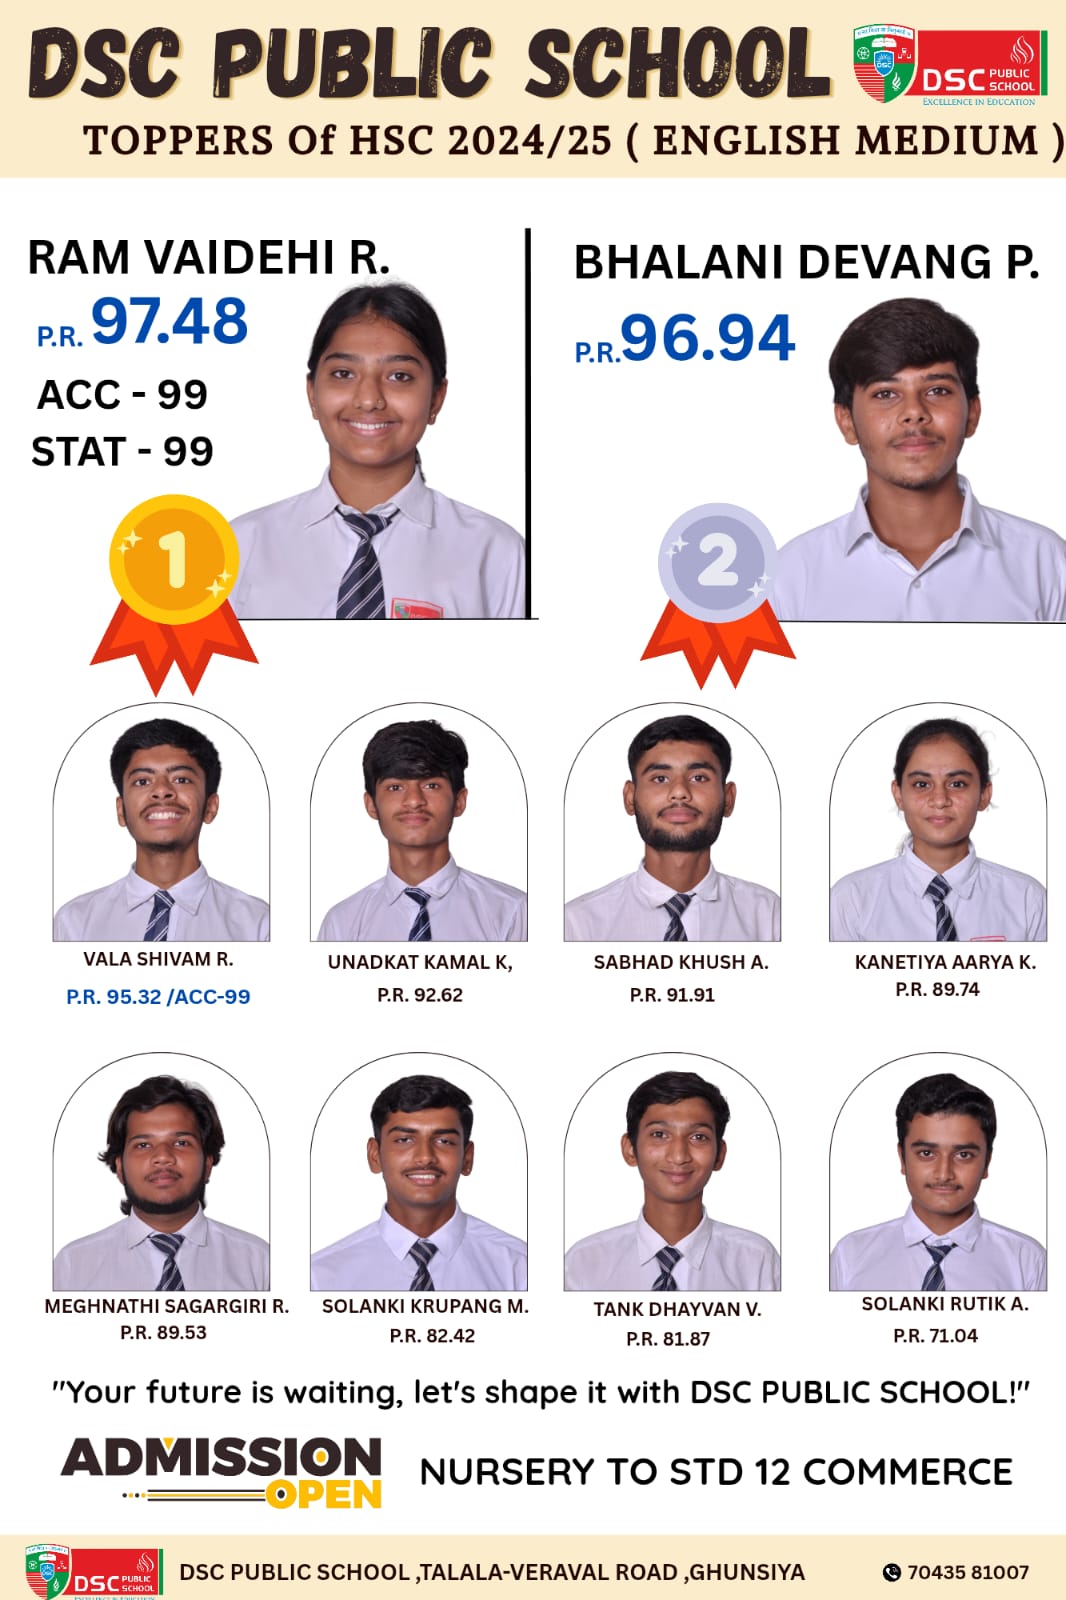 DSC PUBLIC SCHOOL
DSC PUBLIC SCHOOL
EXCELLENCE IN EDUCATION
TOPPERS Of HSC 2024/25 ( ENGLISH MEDIUM )
RAM VAIDEHI R.
P.R. 97.48
ACC - 99
STAT - 99
1
BHALANI DEVANG P.
P.R.96.94
2
VALA SHIVAM R.
P.R. 95.32 /ACC-99
UNADKAT KAMAL K,
P.R. 92.62
SABHAD KHUSH A.
P.R. 91.91
KANETIYA AARYA K.
P.R. 89.74
MEGHNATHI SAGARGIRI R.
P.R. 89.53
SOLANKI KRUPANG M.
P.R. 82.42
TANK DHAYVAN V.
P.R. 81.87
SOLANKI RUTIK A.
P.R. 71.04
"Your future is waiting, let's shape it with DSC PUBLIC SCHOOL!"
ADMISSION
OPEN
NURSERY TO STD 12 COMMERCE
DSC PUBLIC SCHOOL
EXCELLENCE IN EDUCATION
DSC PUBLIC SCHOOL ,TALALA-VERAVAL ROAD ,GHUNSIYA
70435 81007